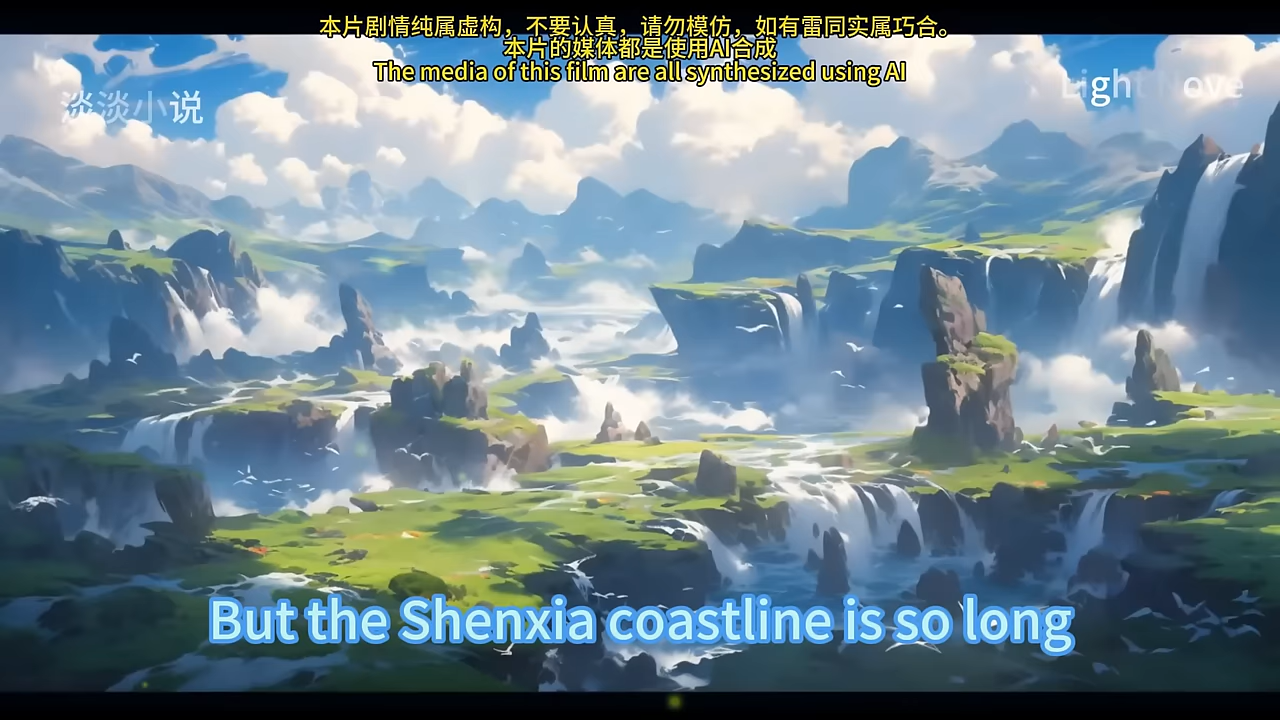 本片剧情纯属虚构，不要认真，请勿模仿，如有雷同实属巧合。
本片的媒体都是使用AI合成
The media of this film are all synthesized using AI
淡淡小说
Light
But the Shenxia coastline is so long